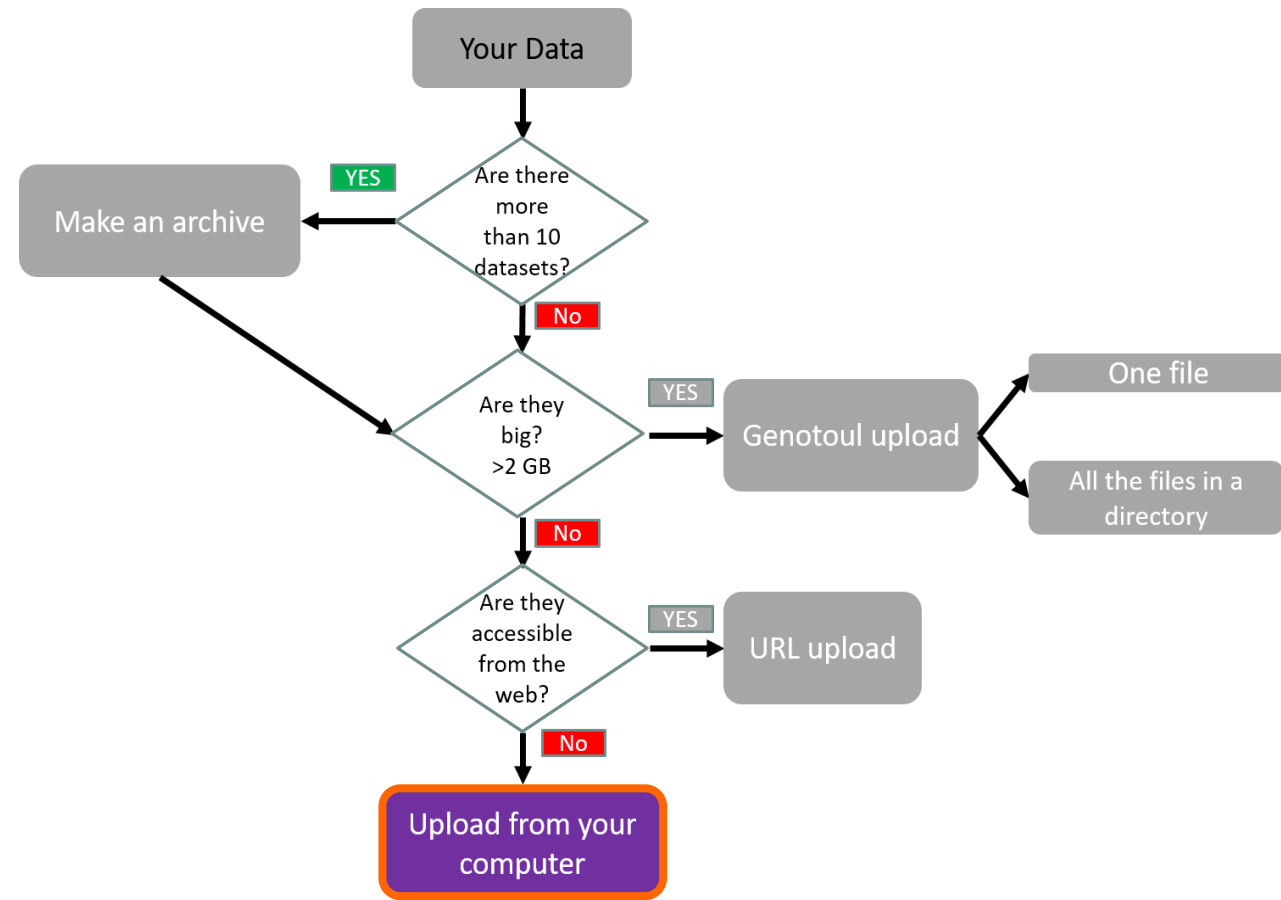 Your Data
YES
Are there
more
than 10
datasets?
Make an archive
No
Are they
big?
>2 GB
YES
Genotoul upload
One file
All the files in a
directory
No
Are they
accessible
from the
web?
YES
URL upload
No
Upload from your
computer